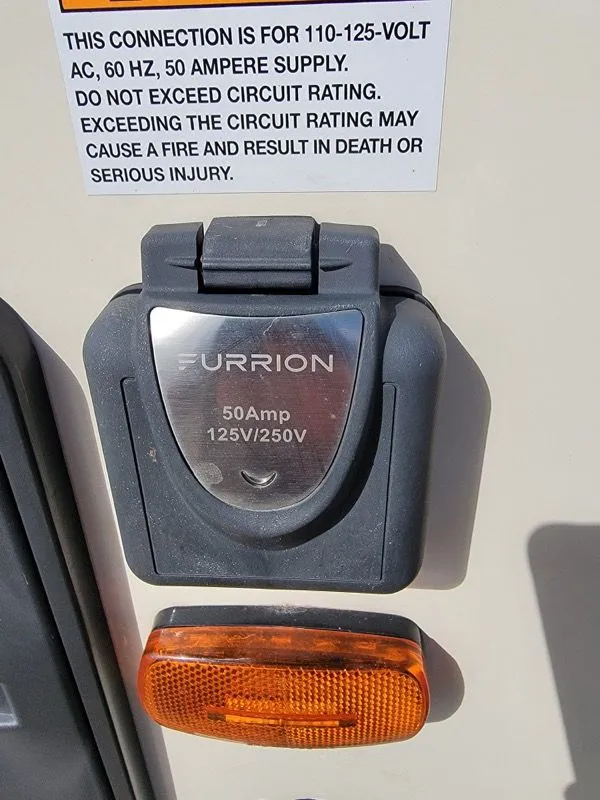 THIS CONNECTION IS FOR 110-125-VOLT
AC, 60 HZ, 50 AMPERE SUPPLY.
DO NOT EXCEED CIRCUIT RATING.
EXCEEDING THE CIRCUIT RATING MAY
CAUSE A FIRE AND RESULT IN DEATH OR
SERIOUS INJURY.
FURRION
50Amp
125V/250V